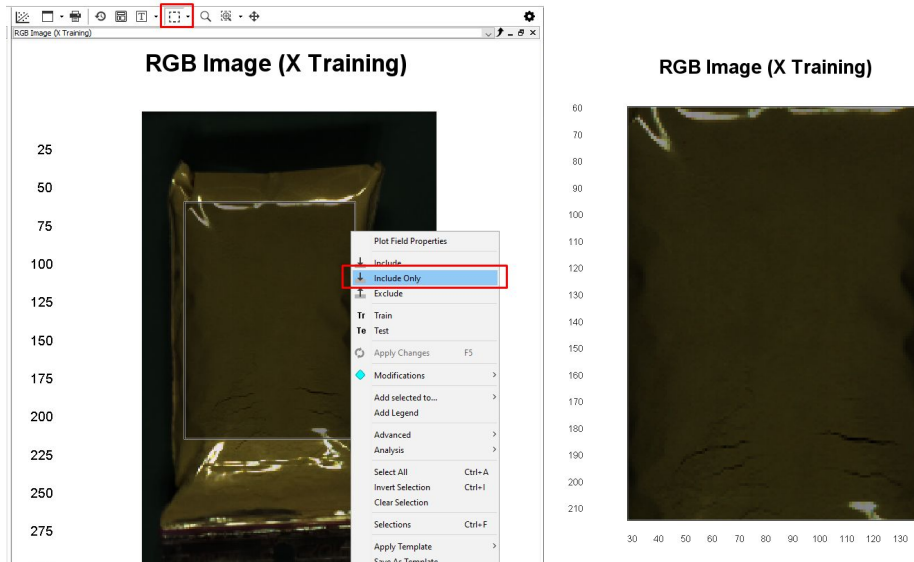 RGB Image (X Training)
RGB Image (X Training)
25
50
75
100
125
150
175
200
225
250
275
Plot Field Properties
Include
Include Only
Exclude
Tr Train
Te Test
Apply Changes F5
Modifications
Add selected to...
Add Legend
Advanced
Analysis
Select All Ctrl+A
Invert Selection Ctrl+I
Clear Selection
Selections Ctrl+F
Apply Template
Save As Template
RGB Image (X Training)
60
70
80
90
100
110
120
130
140
150
160
170
180
190
200
210
30 40 50 60 70 80 90 100 110 120 130